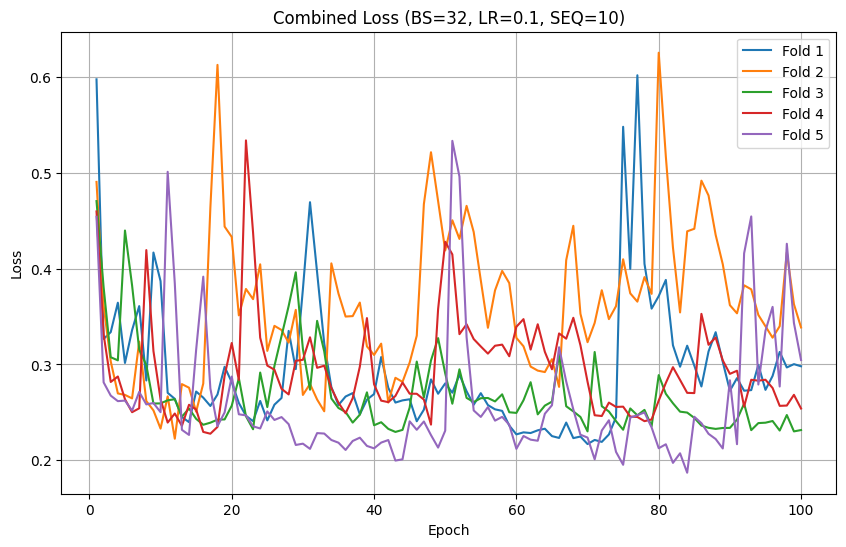 Combined Loss (BS=32, LR=0.1, SEQ=10)
Fold 1
Fold 2
Fold 3
Fold 4
Fold 5
Loss
0.6
0.5
0.4
0.3
0.2
0
20
40
60
80
100
Epoch